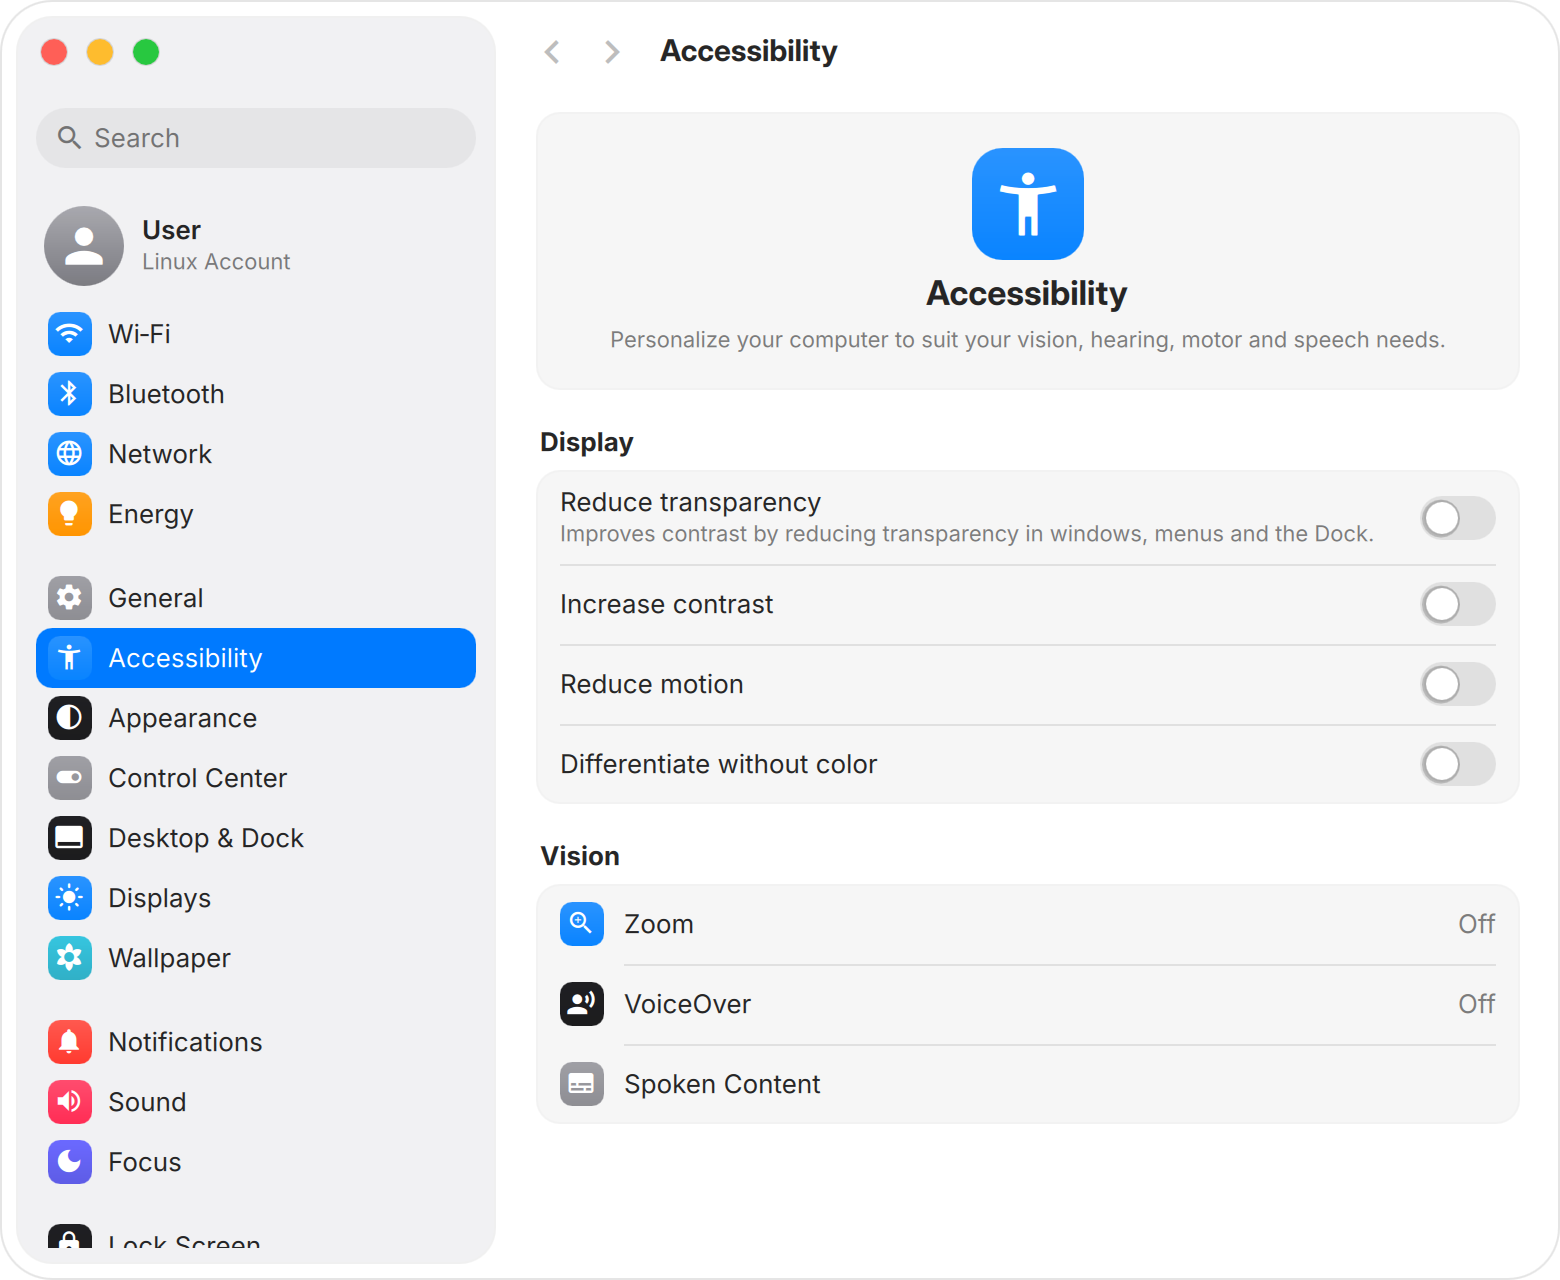 Search
User
Linux Account
Wi-Fi
Bluetooth
Network
Energy
General
Accessibility
Appearance
Control Center
Desktop & Dock
Displays
Wallpaper
Notifications
Sound
Focus
Lock Screen
Accessibility
Accessibility
Personalize your computer to suit your vision, hearing, motor and speech needs.
Display
Reduce transparency
Improves contrast by reducing transparency in windows, menus and the Dock.
Increase contrast
Reduce motion
Differentiate without color
Vision
Zoom Off
VoiceOver Off
Spoken Content